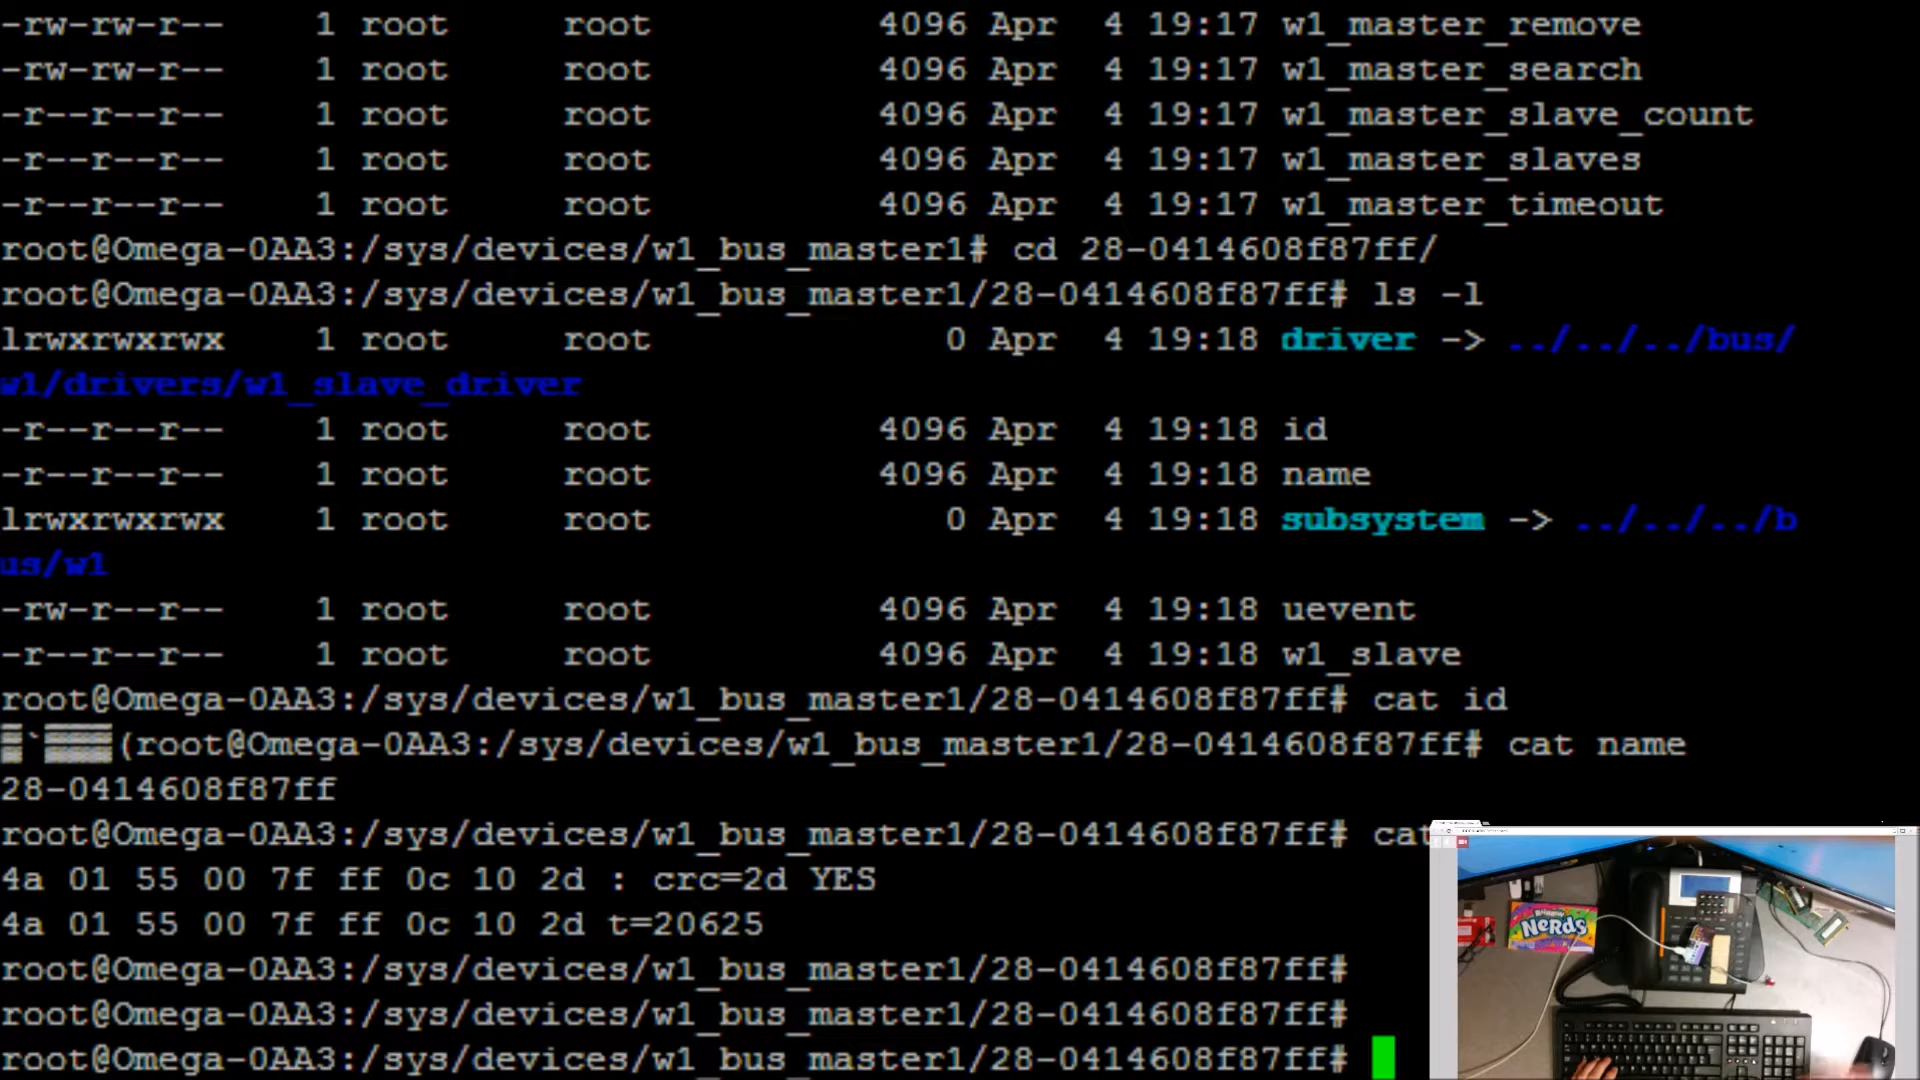 -rw-rw-r-- 1 root root 4096 Apr 4 19:17 w1_master_remove
-rw-rw-r-- 1 root root 4096 Apr 4 19:17 w1_master_search
-r--r--r-- 1 root root 4096 Apr 4 19:17 w1_master_slave_count
-r--r--r-- 1 root root 4096 Apr 4 19:17 w1_master_slaves
-r--r--r-- 1 root root 4096 Apr 4 19:17 w1_master_timeout
root@Omega-0AA3:/sys/devices/w1_bus_master1# cd 28-0414608f87ff/
root@Omega-0AA3:/sys/devices/w1_bus_master1/28-0414608f87ff# ls -l
lrwxrwxrwx 1 root root 0 Apr 4 19:18 driver -> ../../../bus/
w1/drivers/w1_slave_driver
-r--r--r-- 1 root root 4096 Apr 4 19:18 id
-r--r--r-- 1 root root 4096 Apr 4 19:18 name
lrwxrwxrwx 1 root root 0 Apr 4 19:18 subsystem -> ../../../b
us/w1
-rw-r--r-- 1 root root 4096 Apr 4 19:18 uevent
-r--r--r-- 1 root root 4096 Apr 4 19:18 w1_slave
root@Omega-0AA3:/sys/devices/w1_bus_master1/28-0414608f87ff# cat id
▒`▒▒▒(root@Omega-0AA3:/sys/devices/w1_bus_master1/28-0414608f87ff# cat name
28-0414608f87ff
root@Omega-0AA3:/sys/devices/w1_bus_master1/28-0414608f87ff# cat
4a 01 55 00 7f ff 0c 10 2d : crc=2d YES
4a 01 55 00 7f ff 0c 10 2d t=20625
root@Omega-0AA3:/sys/devices/w1_bus_master1/28-0414608f87ff#
root@Omega-0AA3:/sys/devices/w1_bus_master1/28-0414608f87ff#
root@Omega-0AA3:/sys/devices/w1_bus_master1/28-0414608f87ff#
Rainbow
Nerds